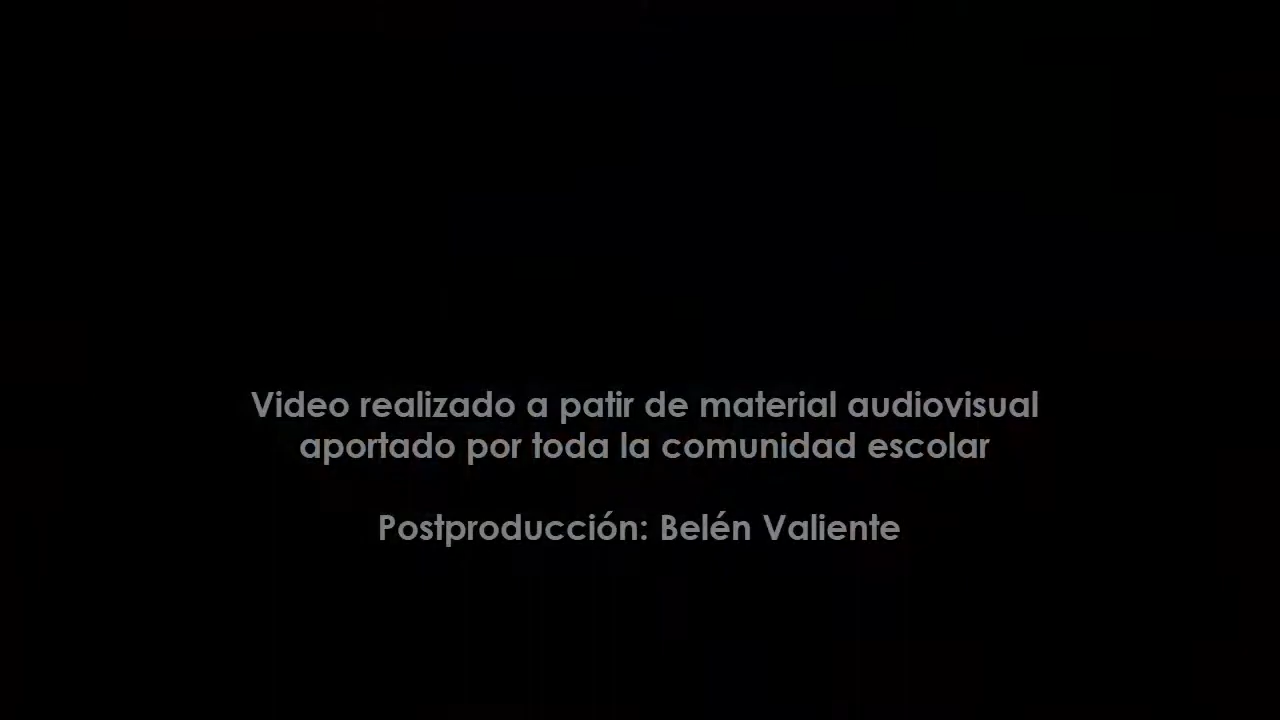 Video realizado a patir de material audiovisual
aportado por toda la comunidad escolar
Postproducción: Belén Valiente